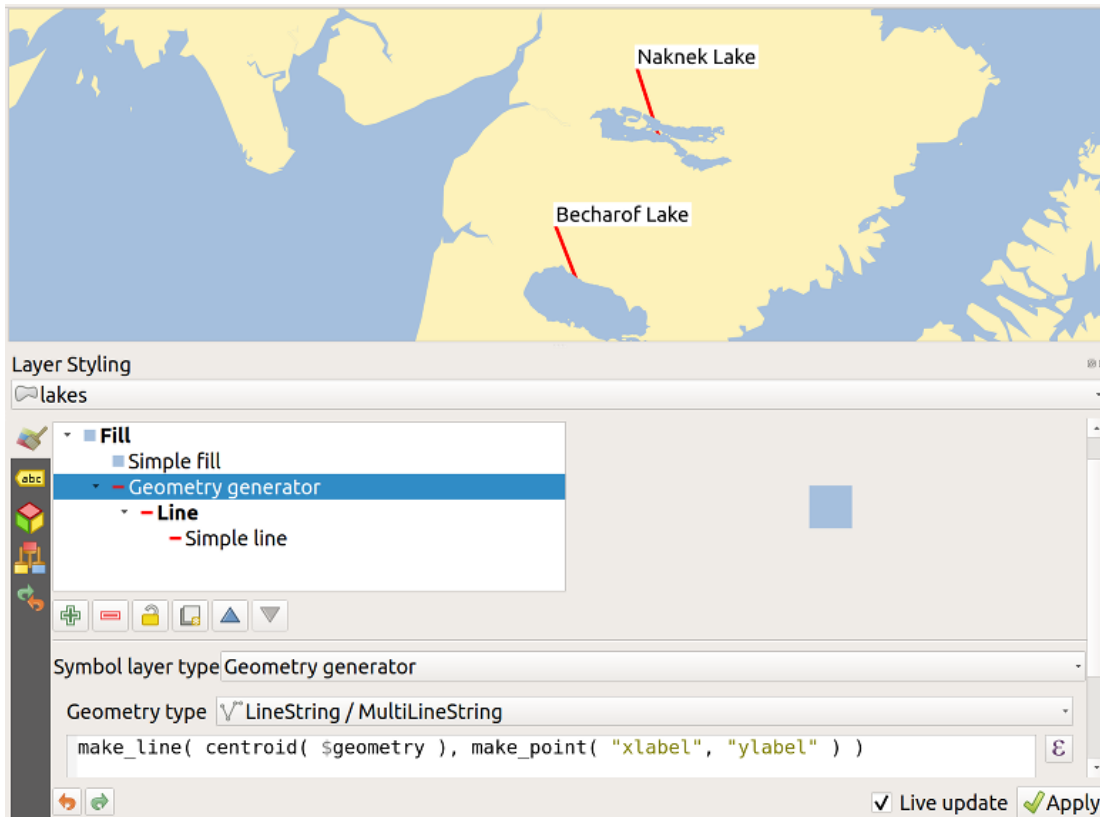 Naknek Lake
Becharof Lake
Layer Styling
lakes
abc
Fill
Simple fill
Geometry generator
Line
Simple line
Symbol layer type Geometry generator
Geometry type LineString / MultiLineString
make_line( centroid( $geometry ), make_point( "xlabel", "ylabel" ) )
ε
Live update Apply